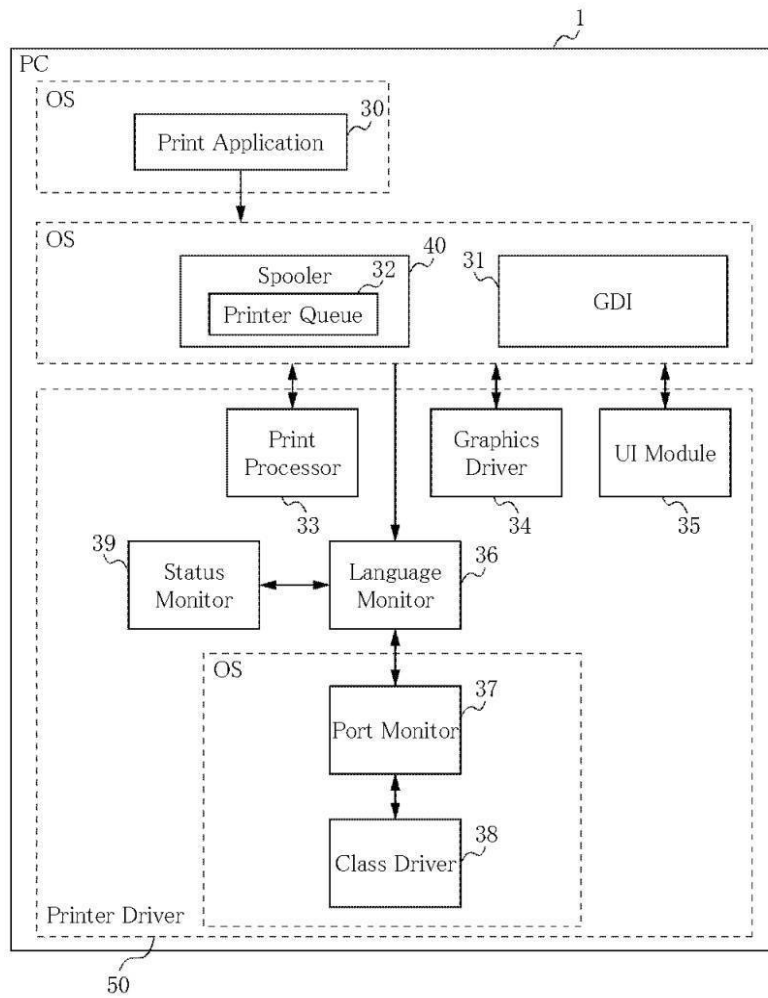 1
PC
OS
30
Print Application
OS
40
31
Spooler
32
Printer Queue
GDI
Print
Processor
Graphics
Driver
UI Module
33
34
35
39
36
Status
Monitor
Language
Monitor
OS
37
Port Monitor
38
Class Driver
Printer Driver
50